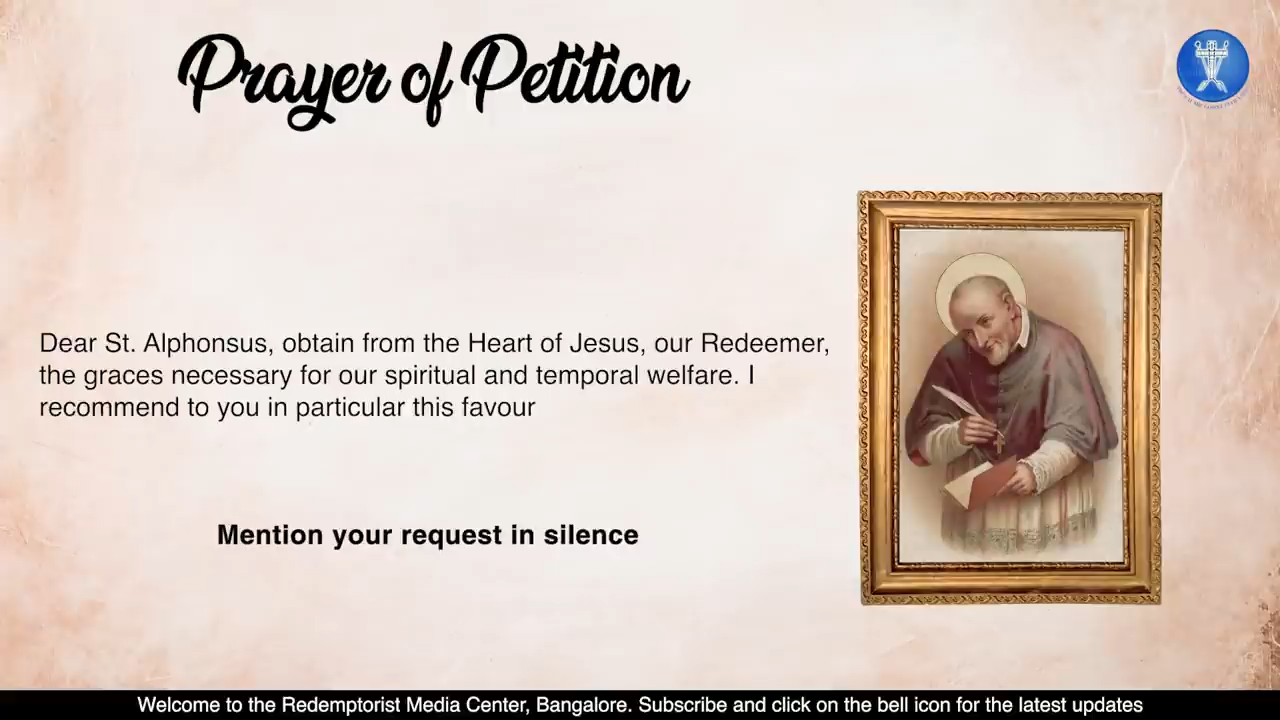 Prayer of Petition
Dear St. Alphonsus, obtain from the Heart of Jesus, our Redeemer,
the graces necessary for our spiritual and temporal welfare. I
recommend to you in particular this favour
Mention your request in silence
Welcome to the Redemptorist Media Center, Bangalore. Subscribe and click on the bell icon for the latest updates